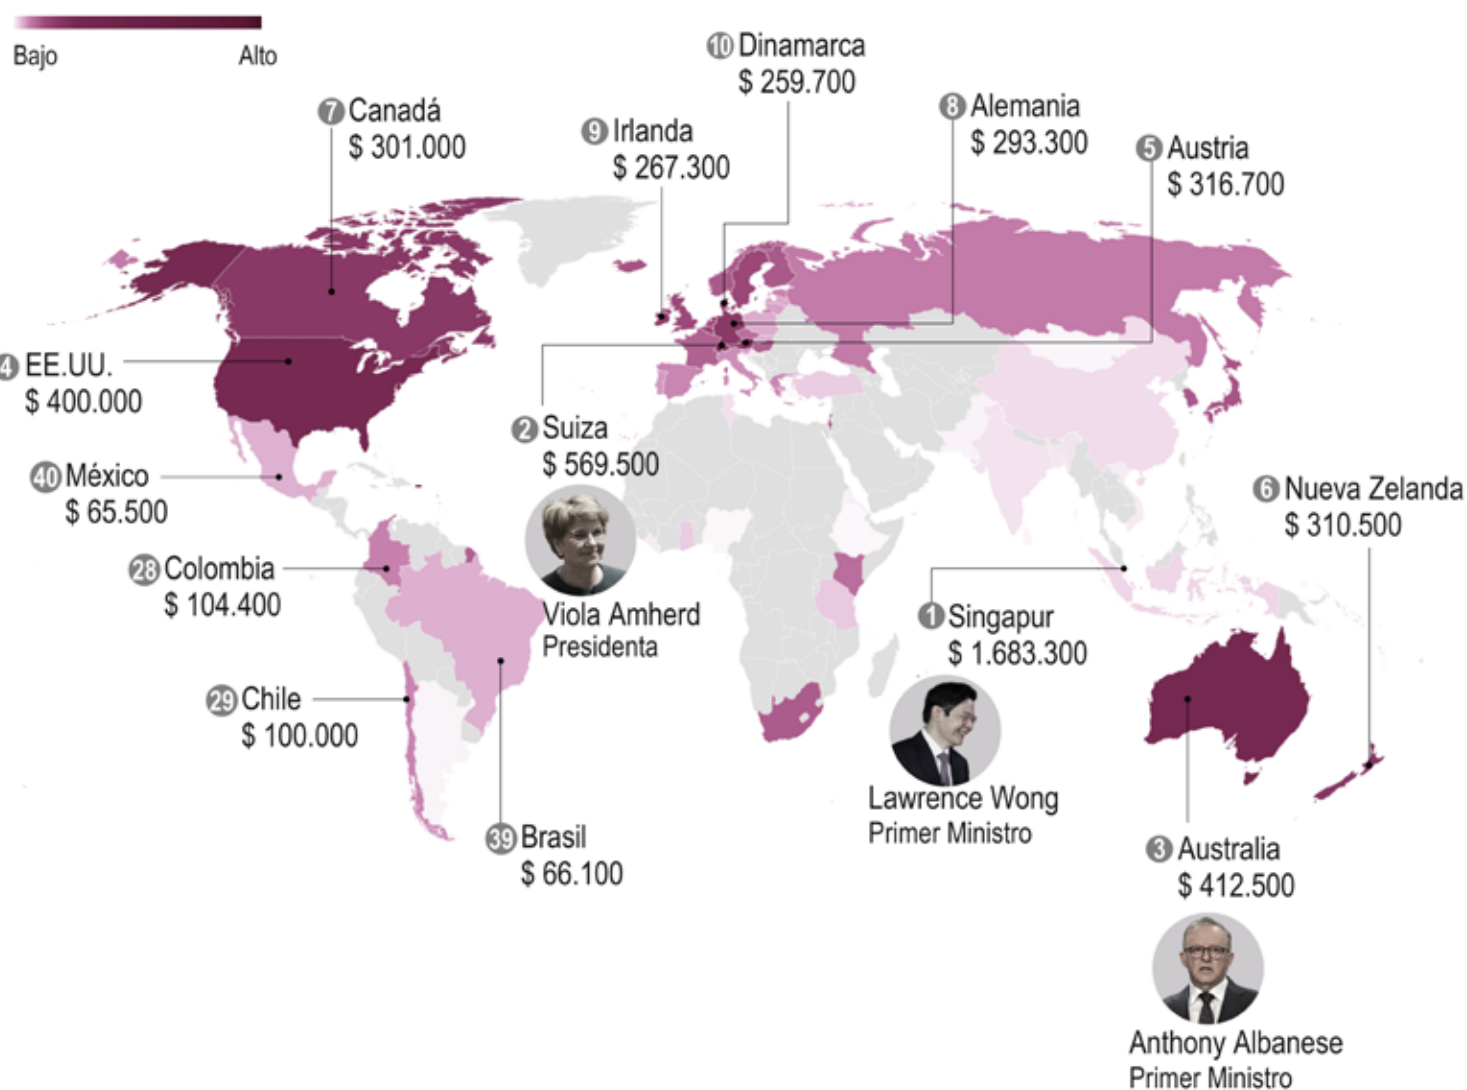 Bajo
Alto
10 Dinamarca
$ 259.700
7 Canadá
$ 301.000
9 Irlanda
$ 267.300
8 Alemania
$ 293.300
5 Austria
$ 316.700
4 EE.UU.
$ 400.000
2 Suiza
$ 569.500
Viola Amherd
Presidenta
40 México
$ 65.500
6 Nueva Zelanda
$ 310.500
28 Colombia
$ 104.400
1 Singapur
$ 1.683.300
Lawrence Wong
Primer Ministro
29 Chile
$ 100.000
39 Brasil
$ 66.100
3 Australia
$ 412.500
Anthony Albanese
Primer Ministro